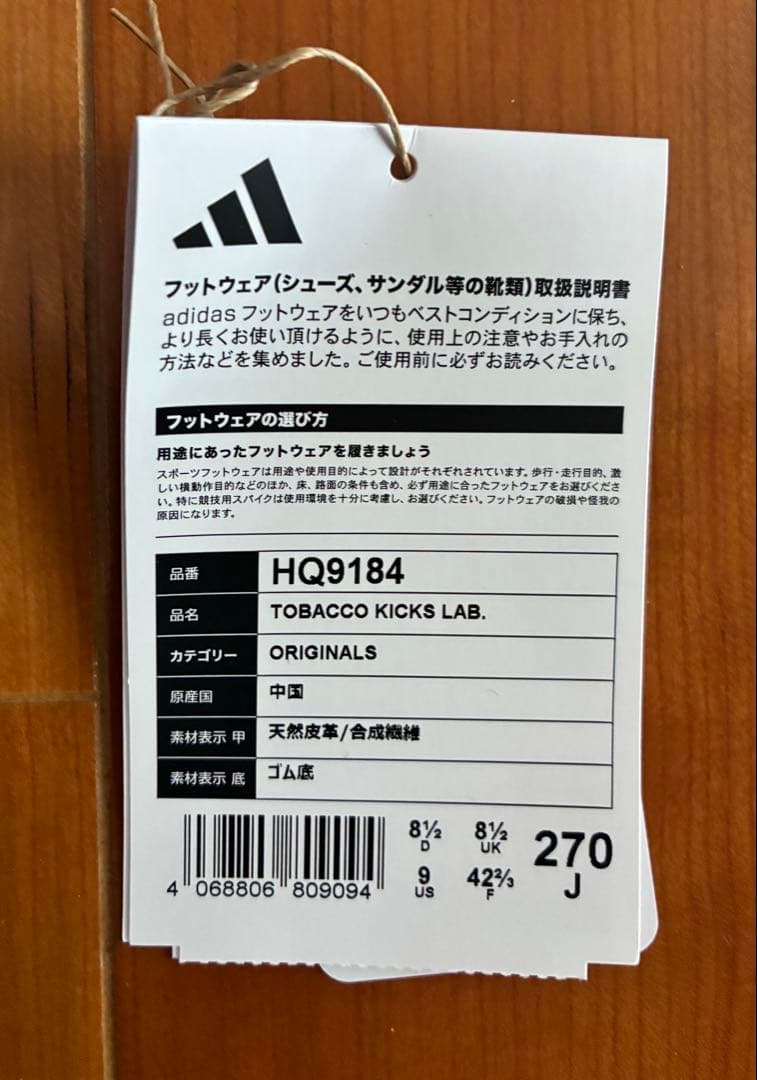 フットウェア(シューズ、サンダル等の靴類)取扱説明書
adidas フットウェアをいつもベストコンディションに保ち、
より長くお使い頂けるように、使用上の注意やお手入れの
方法などを集めました。ご使用前に必ずお読みください。
フットウェアの選び方
用途にあったフットウェアを履きましょう
スポーツフットウェアは用途や使用目的によって設計がそれぞれされています。歩行・走行目的、激
しい横動作目的などのほか、床、路面の条件も含め、必ず用途に合ったフットウェアをお選びくださ
い。特に競技用スパイクは使用環境を十分に考慮し、お選びください。フットウェアの破損や怪我の
原因になります。
品番 HQ9184
品名 TOBACCO KICKS LAB.
カテゴリー ORIGINALS
原産国 中国
素材表示 甲 天然皮革/合成繊維
素材表示 底 ゴム底
8½ D 8½ UK 270 J
9 US 42⅔ F
4 068806 809094